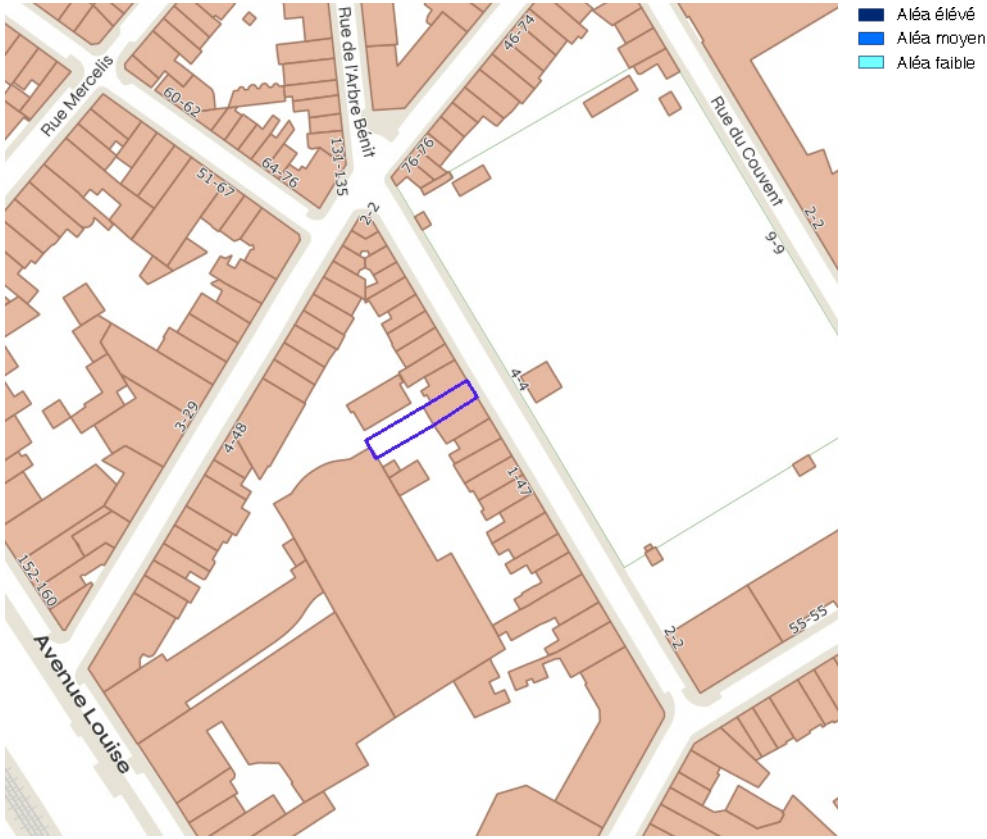 Aléa élévé
Aléa moyen
Aléa faible
Rue Mercelis
60-62
64-76
51-67
Rue de l'Arbre Bénit
131-135
46-74
76-76
2-2
Rue du Couvent
2-2
9-9
4-4
3-29
4-48
1-47
152-160
Avenue Louise
2-2
55-55